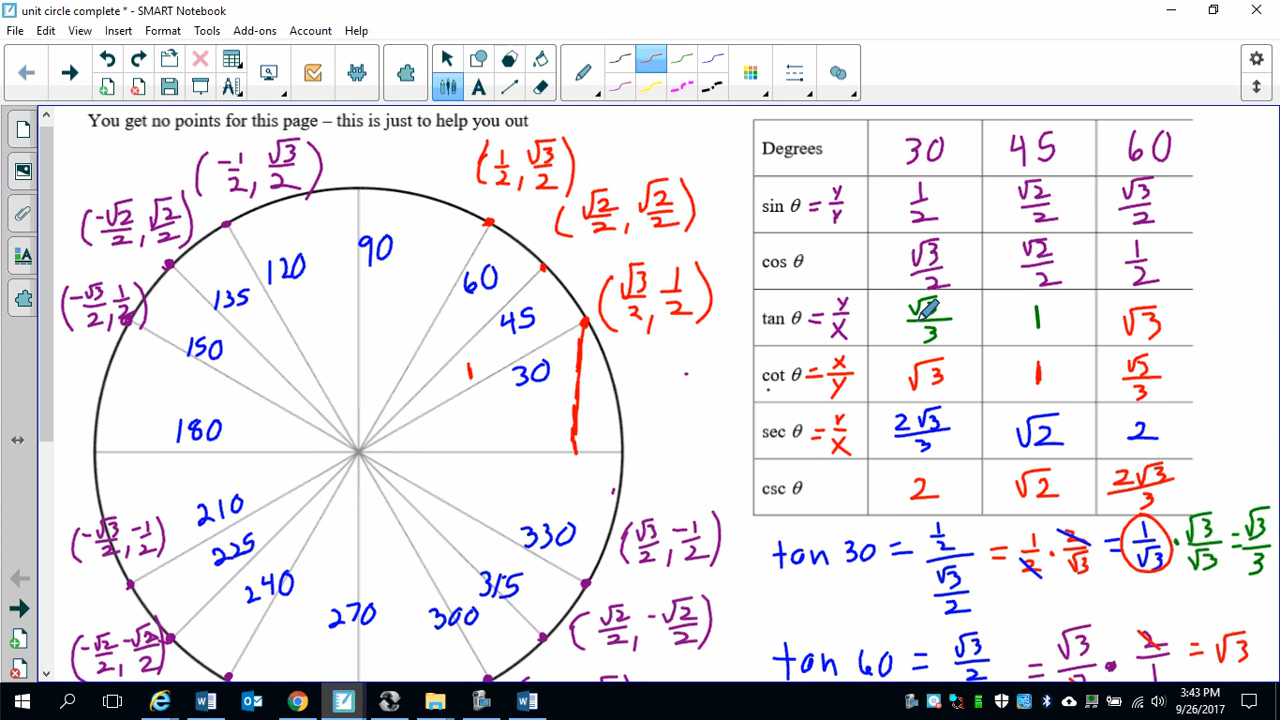 unit circle complete * - SMART Notebook
File Edit View Insert Format Tools Add-ons Account Help
You get no points for this page – this is just to help you out
(-1/2, √3/2)
(1/2, √3/2)
(-√2/2, √2/2)
(√2/2, √2/2)
(-√3/2, 1/2)
(√3/2, 1/2)
90
120
60
135
45
150
1 30
180
210
330
225
315
240
300
270
(-√3/2, -1/2)
(√3/2, -1/2)
(-√2/2, -√2/2)
(√2/2, -√2/2)
Degrees 30 45 60
sin θ = y/r 1/2 √2/2 √3/2
cos θ √3/2 √2/2 1/2
tan θ = y/x √3/3 1 √3
cot θ = x/y √3 1 √3/3
sec θ = r/x 2√3/3 √2 2
csc θ 2 √2 2√3/3
tan 30 = 1/2 / √3/2 = 1/2 · 2/√3 = 1/√3 · √3/√3 = √3/3
tan 60 = √3/2 = √3 · 2/1 = √3
3:43 PM
9/26/2017